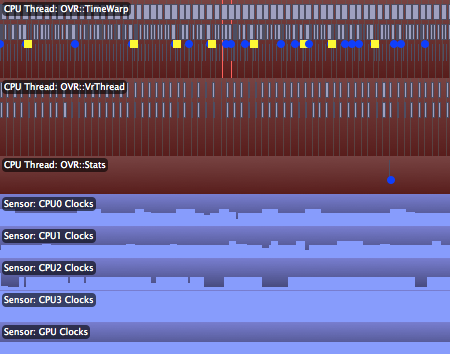 CPU Thread: OVR::TimeWarp
CPU Thread: OVR::VrThread
CPU Thread: OVR::Stats
Sensor: CPU0 Clocks
Sensor: CPU1 Clocks
Sensor: CPU2 Clocks
Sensor: CPU3 Clocks
Sensor: GPU Clocks